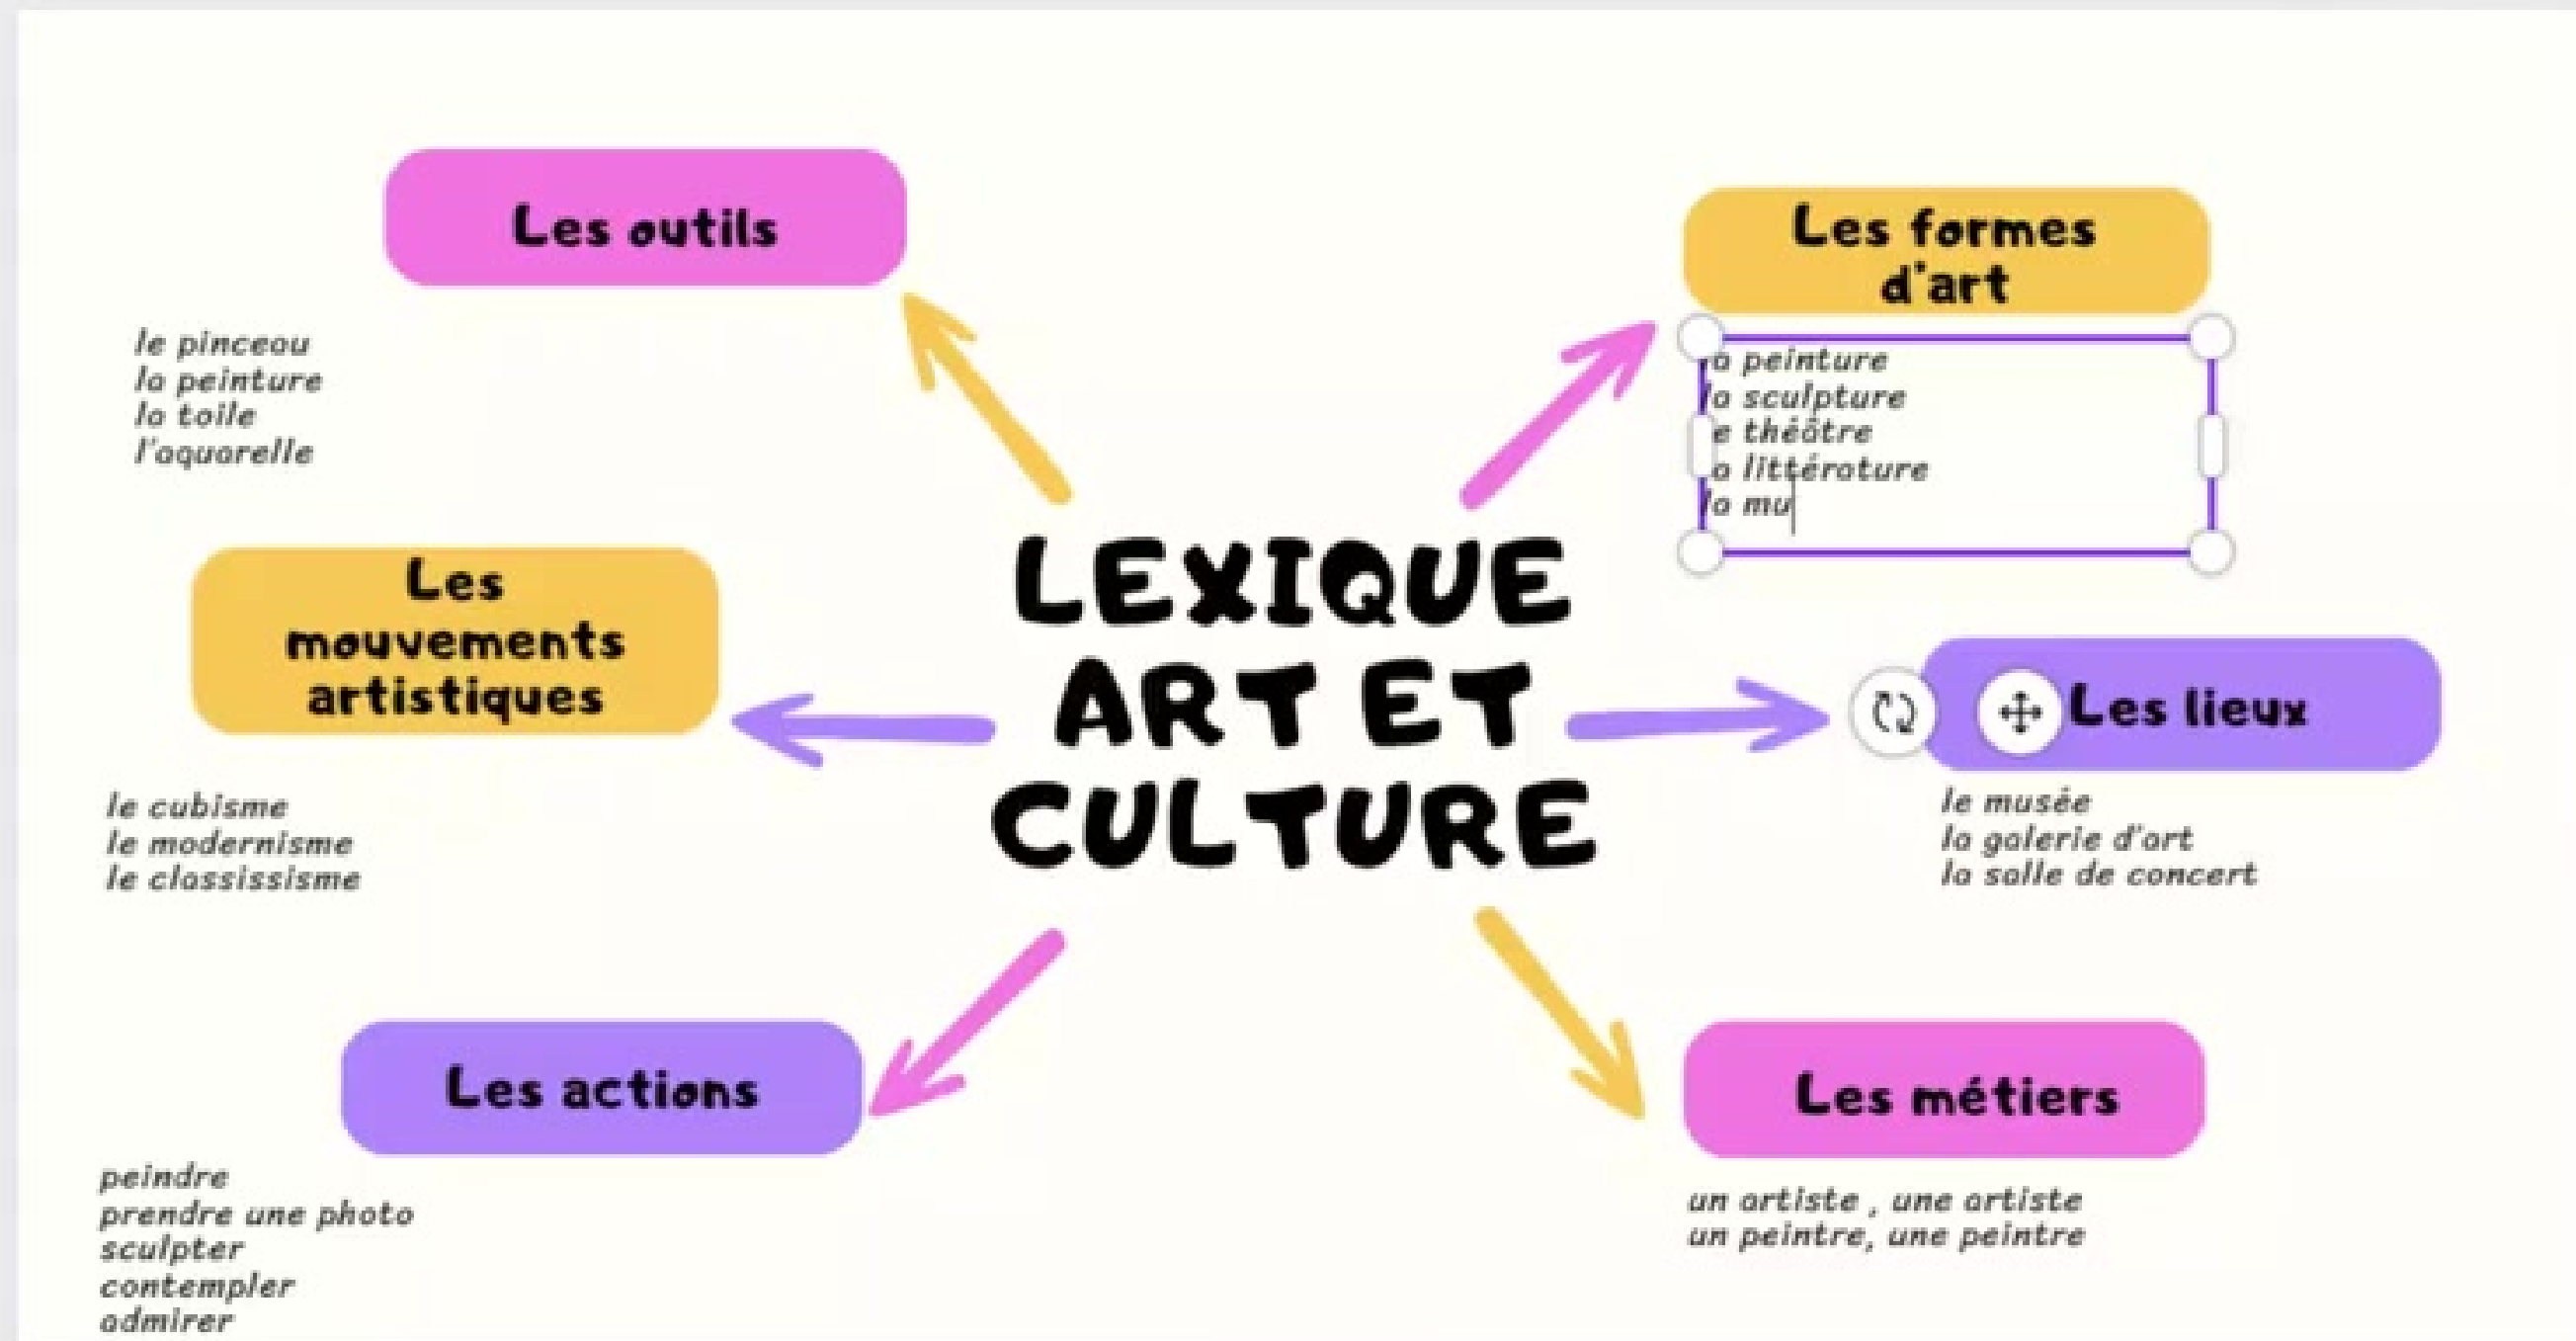 Les outils
le pinceau
la peinture
la toile
l'aquarelle
Les
mouvements
artistiques
le cubisme
le modernisme
le classissisme
Les actions
peindre
prendre une photo
sculpter
contempler
admirer
LEXIQUE
ART ET
CULTURE
Les formes
d'art
la peinture
la sculpture
le théâtre
la littérature
la mu
Les lieux
le musée
la galerie d'art
la salle de concert
Les métiers
un artiste , une artiste
un peintre, une peintre